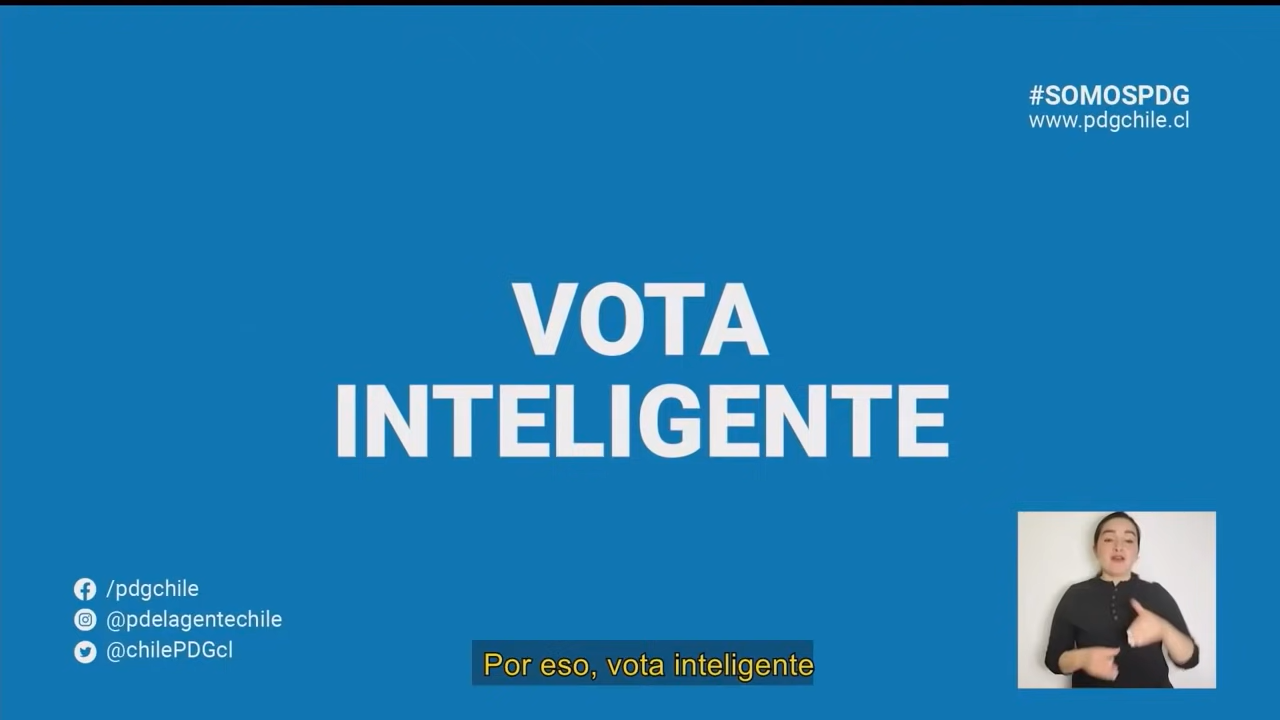 #SOMOSPDG
www.pdgchile.cl
VOTA
INTELIGENTE
/pdgchile
@pdelagentechile
@chilePDGcl
Por eso, vota inteligente